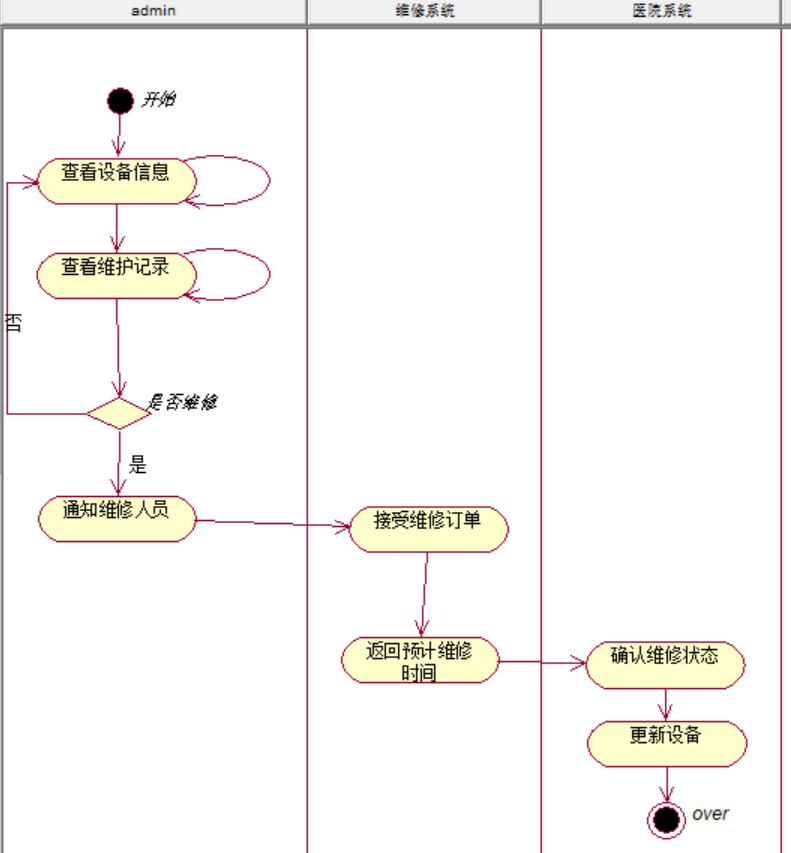 admin
维修系统
医院系统
开始
查看设备信息
查看维护记录
否
是否维修
是
通知维修人员
接受维修订单
返回预计维修
时间
确认维修状态
更新设备
over